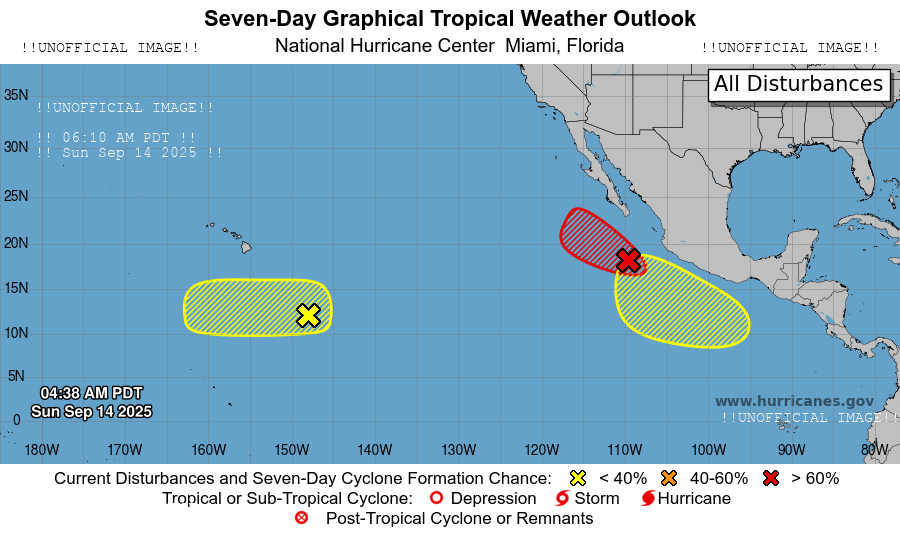 Seven-Day Graphical Tropical Weather Outlook
!!UNOFFICIAL IMAGE!! National Hurricane Center Miami, Florida !!UNOFFICIAL IMAGE!!
All Disturbances
35N
!!UNOFFICIAL IMAGE!!
!! 06:10 AM PDT !!
30N
!! Sun Sep 14 2025 !!
25N
20N
15N
10N
5N
04:38 AM PDT
www.hurricanes.gov
Sun Sep 14 2025
0
!!UNOFFICIAL IMAGE!!
180W 170W 160W 150W 140W 130W 120W 110W 100W 90W 80W
Current Disturbances and Seven-Day Cyclone Formation Chance: < 40% 40-60% > 60%
Tropical or Sub-Tropical Cyclone: Depression Storm Hurricane
Post-Tropical Cyclone or Remnants